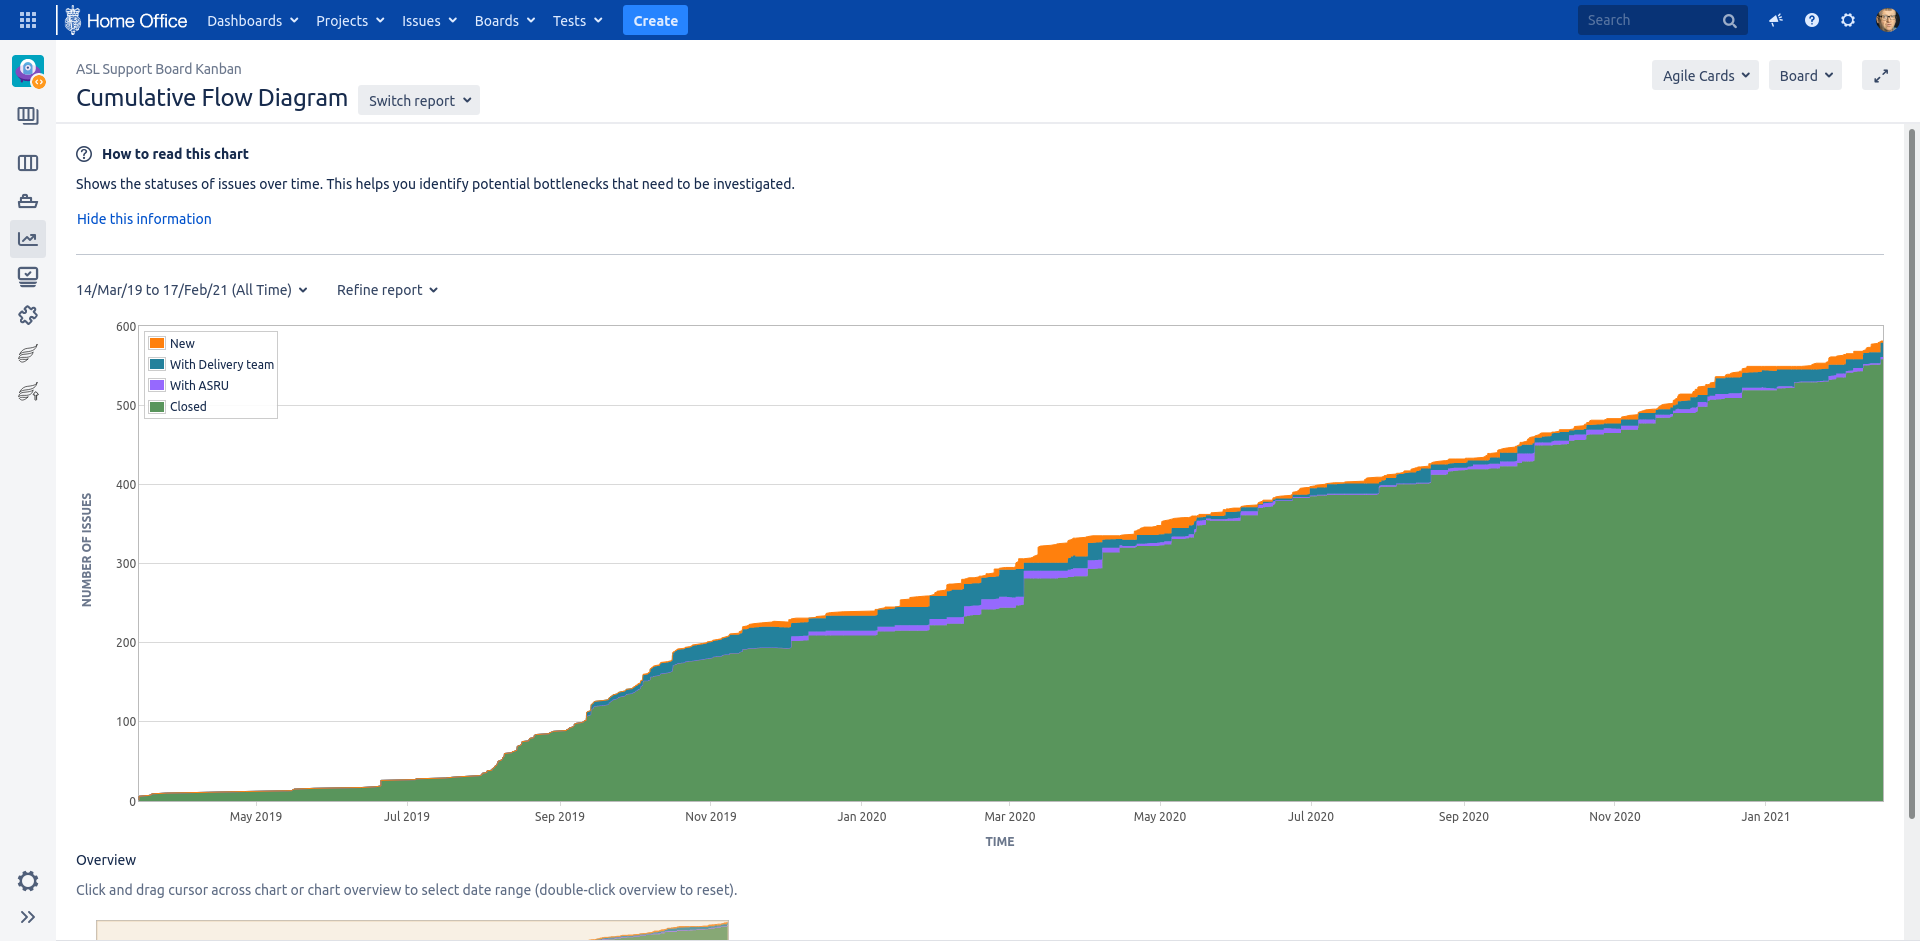 Home Office Dashboards Projects Issues Boards Tests Create Search
ASL Support Board Kanban
Cumulative Flow Diagram Switch report Agile Cards Board
How to read this chart
Shows the statuses of issues over time. This helps you identify potential bottlenecks that need to be investigated.
Hide this information
14/Mar/19 to 17/Feb/21 (All Time) Refine report
600
New
With Delivery team
With ASRU
Closed
500
400
300
200
100
0
NUMBER OF ISSUES
May 2019 Jul 2019 Sep 2019 Nov 2019 Jan 2020 Mar 2020 May 2020 Jul 2020 Sep 2020 Nov 2020 Jan 2021
TIME
Overview
Click and drag cursor across chart or chart overview to select date range (double-click overview to reset).